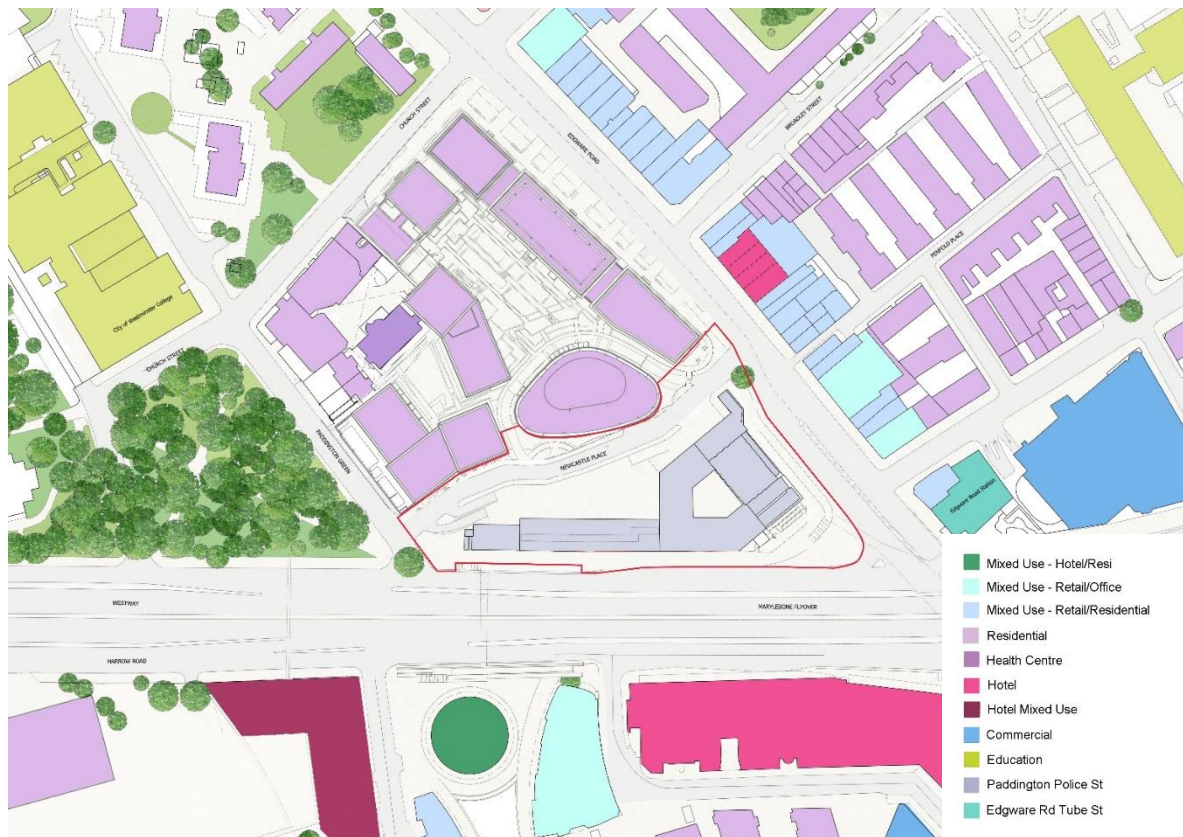 CHURCH STREET
EDGWARE ROAD
BROADLEY STREET
PENFOLD PLACE
City of Westminster College
CHURCH STREET
PADDINGTON GREEN
NEWCASTLE PLACE
Edgware Road Station
WESTWAY
MARYLEBONE FLYOVER
HARROW ROAD
Mixed Use - Hotel/Resi
Mixed Use - Retail/Office
Mixed Use - Retail/Residential
Residential
Health Centre
Hotel
Hotel Mixed Use
Commercial
Education
Paddington Police St
Edgware Rd Tube St